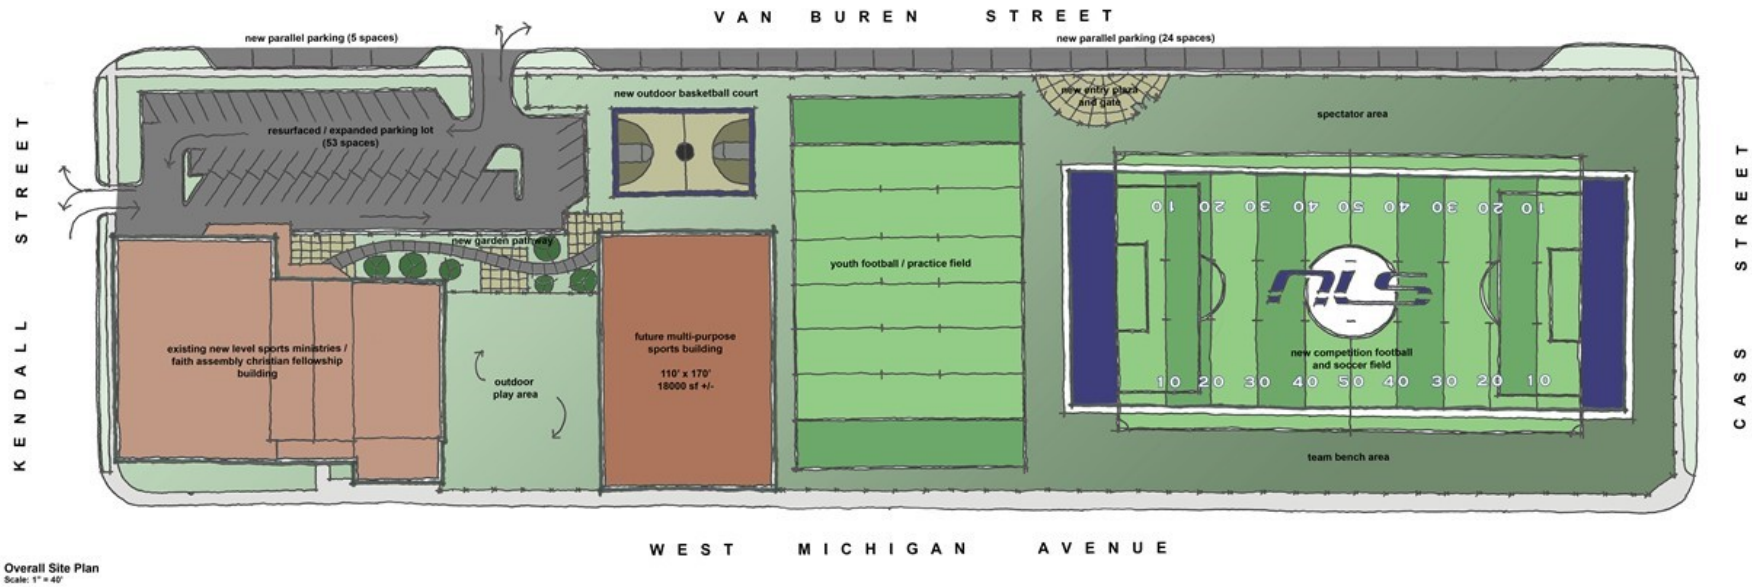 VAN BUREN STREET
new parallel parking (5 spaces)
new parallel parking (24 spaces)
new outdoor basketball court
new entry plaza
and gate
spectator area
resurfaced / expanded parking lot
(53 spaces)
KENDALL STREET
CASS STREET
new garden pathway
youth football / practice field
10 20 30 40 50 40 30 20 10
nls
existing new level sports ministries /
faith assembly christian fellowship
building
outdoor
play area
future multi-purpose
sports building
110' x 170'
18000 sf +/-
new competition football
and soccer field
10 20 30 40 50 40 30 20 10
team bench area
WEST MICHIGAN AVENUE
Overall Site Plan
Scale: 1" = 40'